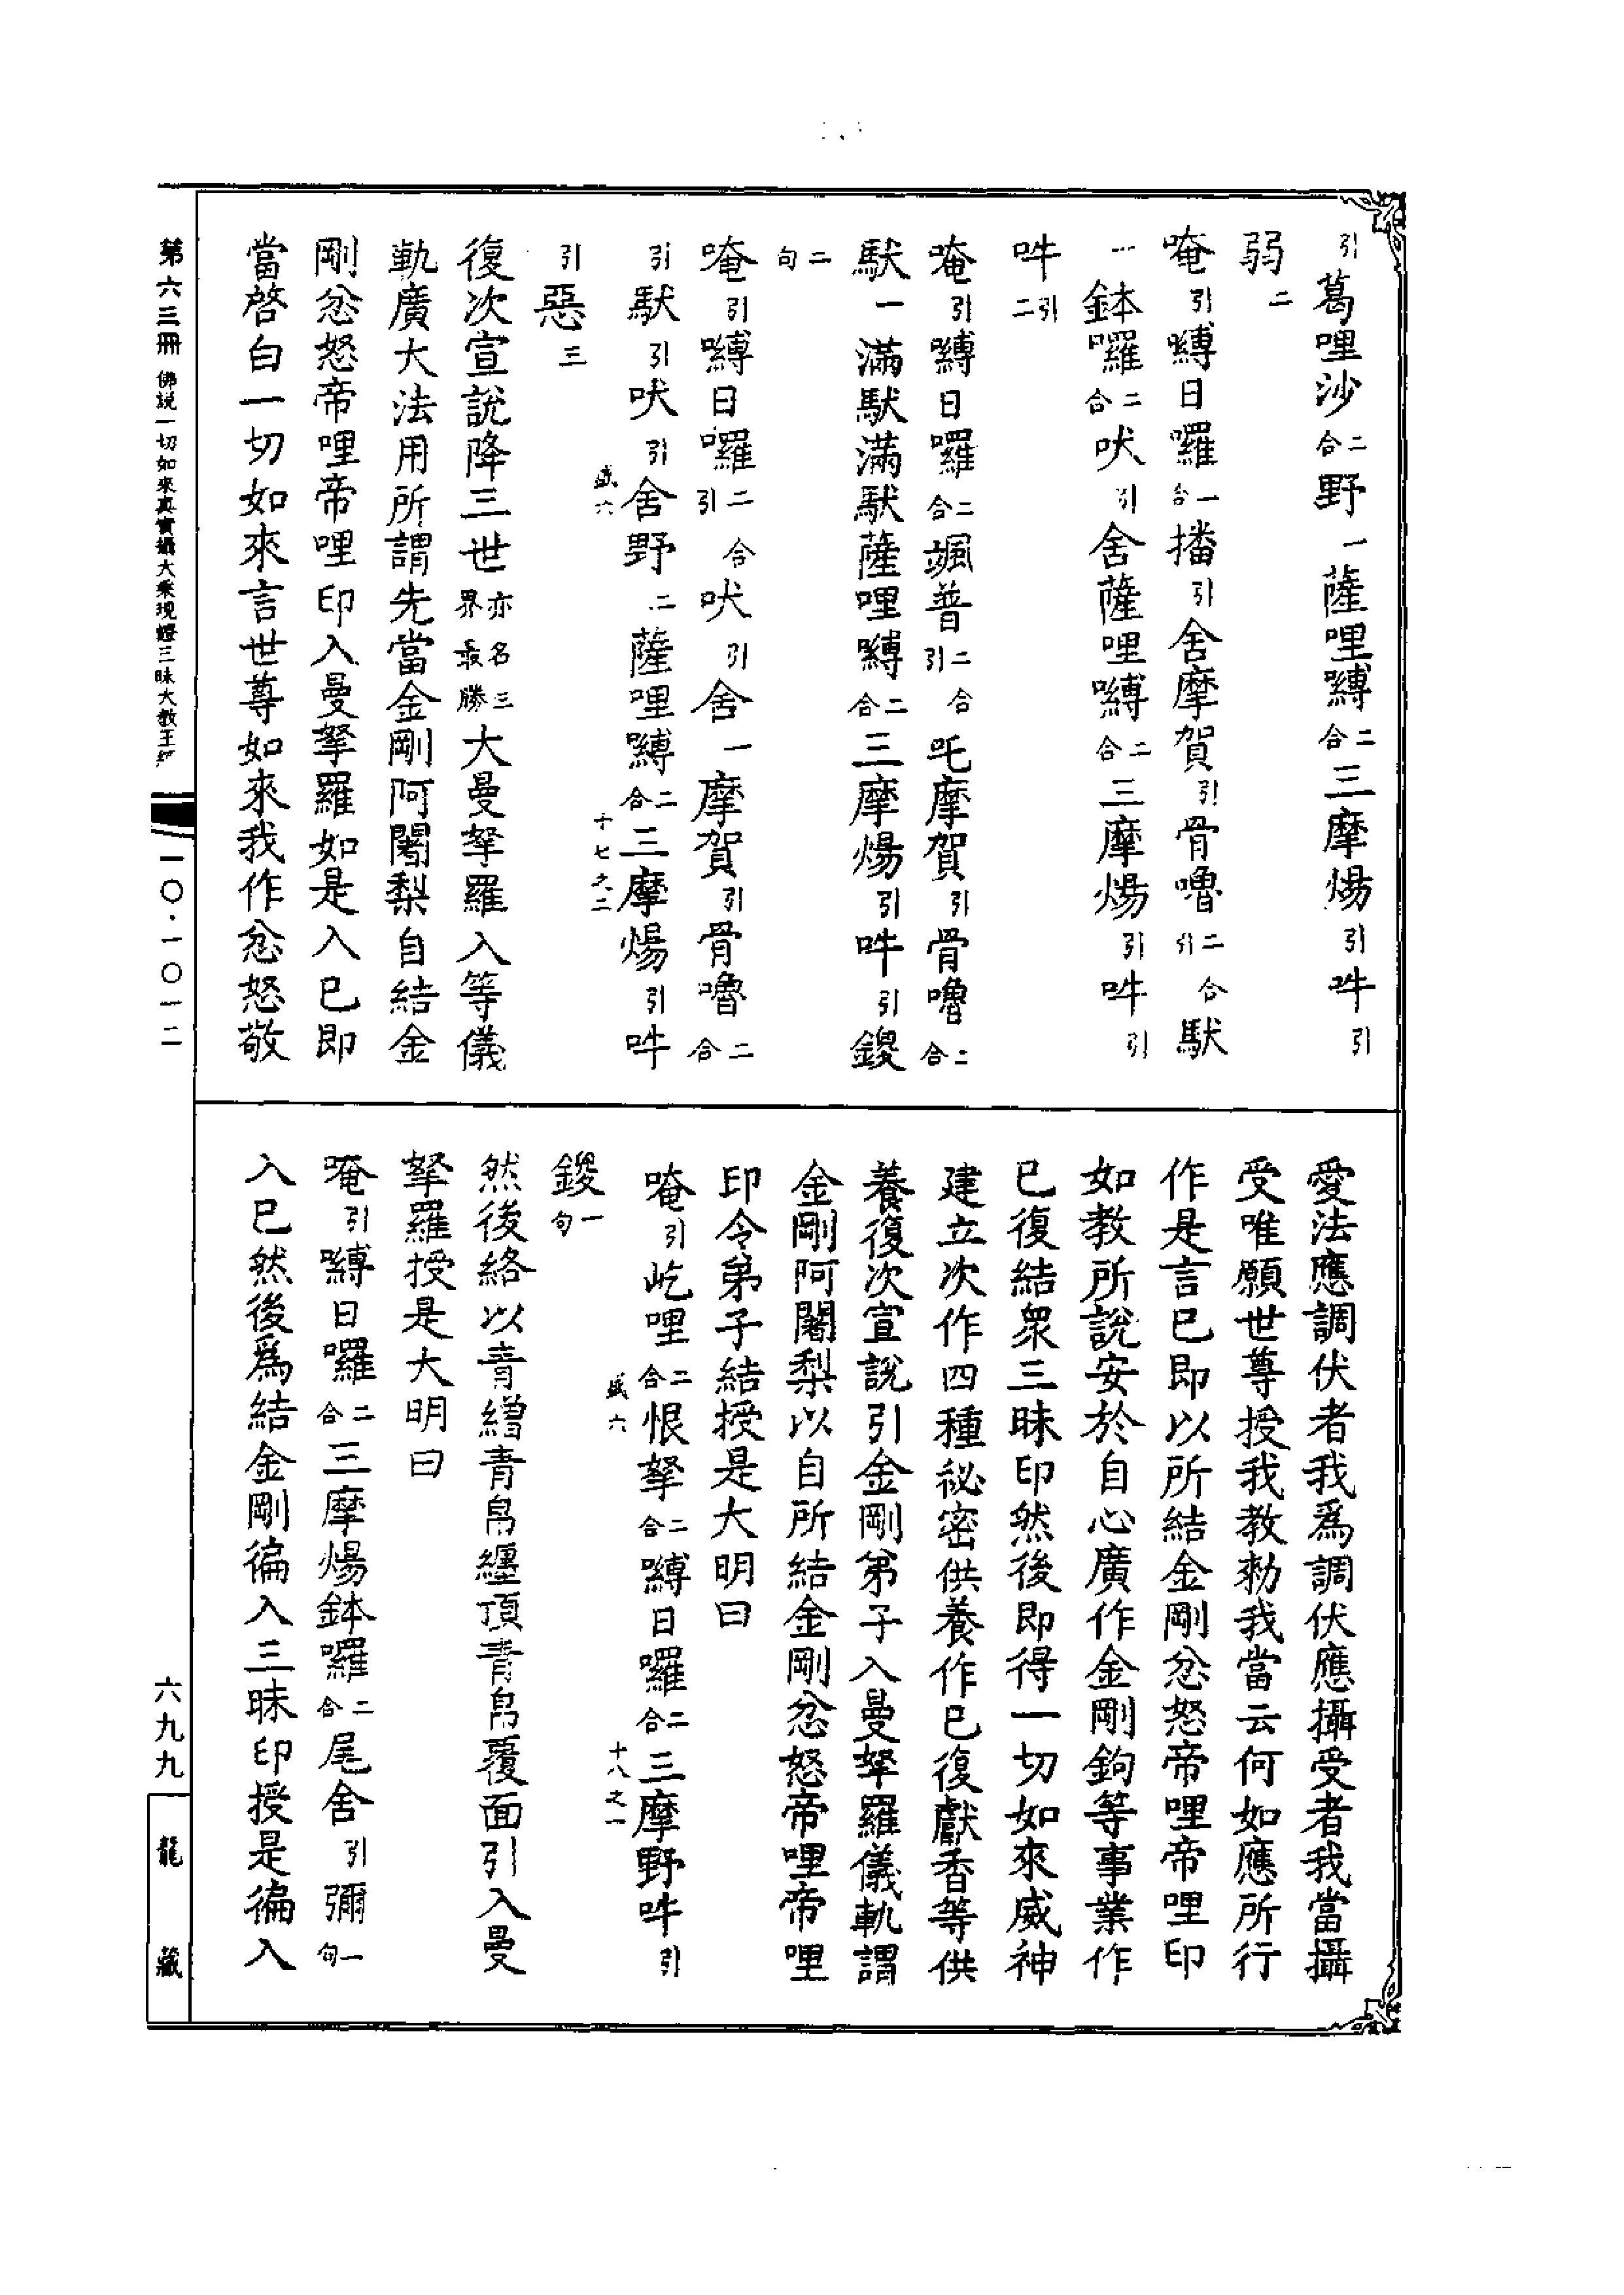 引葛哩沙二合野一薩哩嚩二合三摩煬引吽引
弱二
唵引嚩日囉二合播引舍摩賀引骨嚕二合引馱
一鉢囉二合吠引舍薩哩嚩二合三摩煬引吽引
吽引二
唵引嚩日囉二合颯普二合引吒摩賀引骨嚕二合
馱一滿馱滿馱薩哩嚩二合三摩煬引吽引鑁
二句
唵引嚩日囉二合引吠引舍一摩賀引骨嚕二合
引馱引吠引舍野二薩哩嚩二合三摩煬引吽
引惡三
盛六 十七之二
復次宣說降三世亦名三界最勝大曼拏羅入等儀
軌廣大法用所謂先當金剛阿闍梨自結金
剛忿怒帝哩帝哩印入曼拏羅如是入已即
當啓白一切如來言世尊如來我作忿怒敬
第六三冊 佛説一切如來真實攝大乘現證三昧大教王經
一〇·一〇一二
愛法應調伏者我爲調伏應攝受者我當攝
受唯願世尊授我教勑我當云何如應所行
作是言已即以所結金剛忿怒帝哩帝哩印
如教所説安於自心廣作金剛鉤等事業作
已復結衆三昧印然後即得一切如來威神
建立次作四種祕密供養作已復獻香等供
養復次宣說引金剛弟子入曼拏羅儀軌謂
金剛阿闍梨以自所結金剛忿怒帝哩帝哩
印令弟子結授是大明曰
唵引屹哩二合恨拏二合嚩日囉二合三摩野吽引
鑁一句
盛六 十八之一
然後絡以青繒青帛纏頂青帛覆面引入曼
拏羅授是大明曰
唵引嚩日囉二合三摩煬鉢囉二合尾舍引彌一句
入已然後爲結金剛徧入三昧印授是徧入
六九九
龍藏